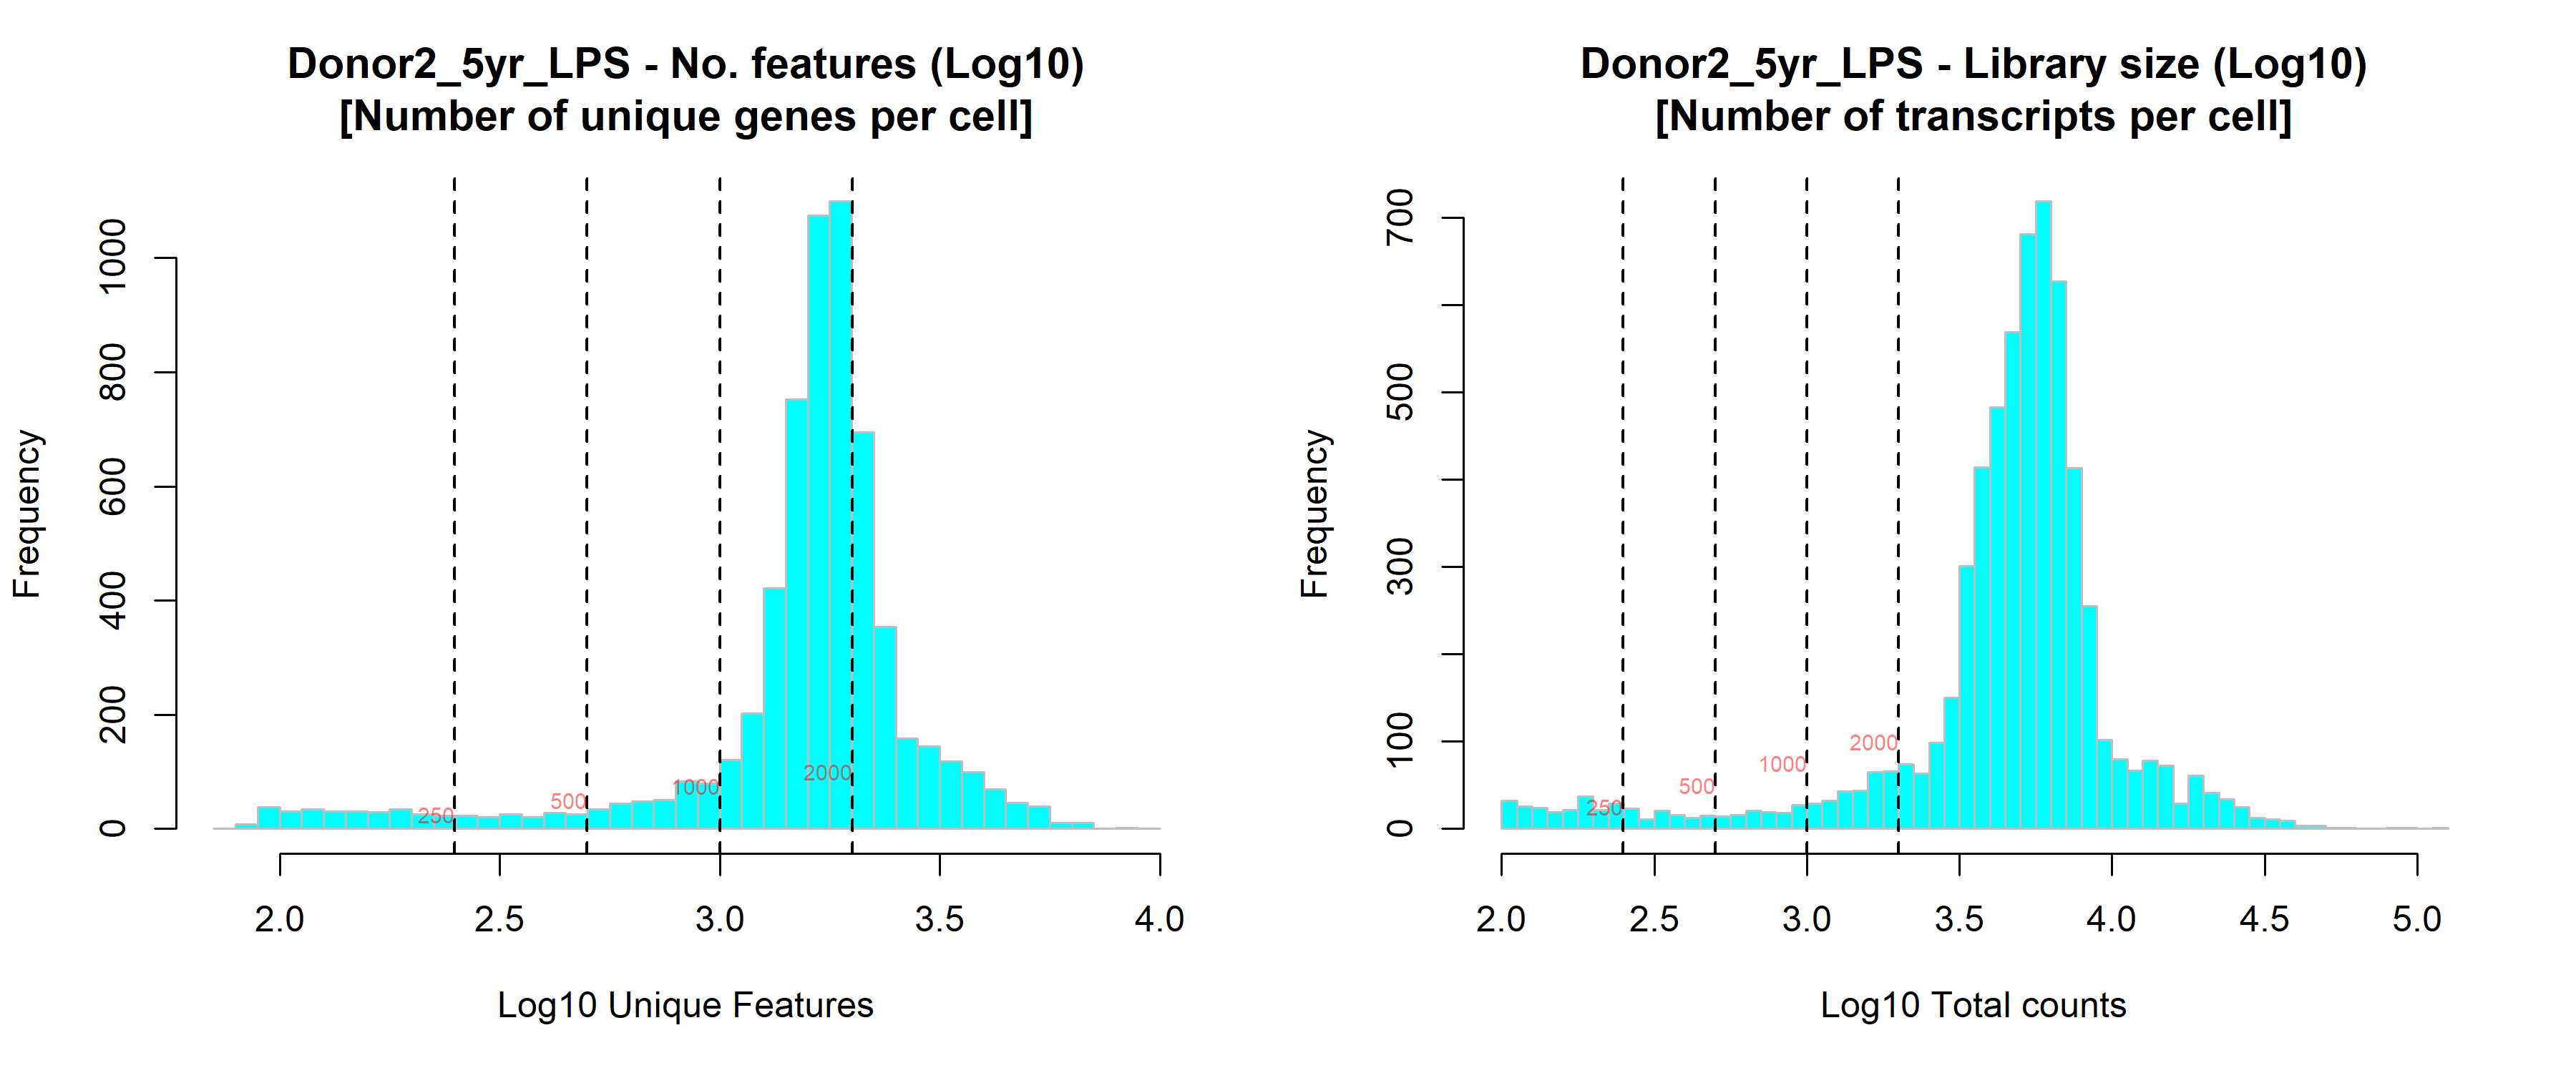 Donor2_5yr_LPS - No. features (Log10)
[Number of unique genes per cell]
Frequency
0 200 400 600 800 1000
250 500 1000 2000
2.0 2.5 3.0 3.5 4.0
Log10 Unique Features
Donor2_5yr_LPS - Library size (Log10)
[Number of transcripts per cell]
Frequency
0 100 300 500 700
250 500 1000 2000
2.0 2.5 3.0 3.5 4.0 4.5 5.0
Log10 Total counts